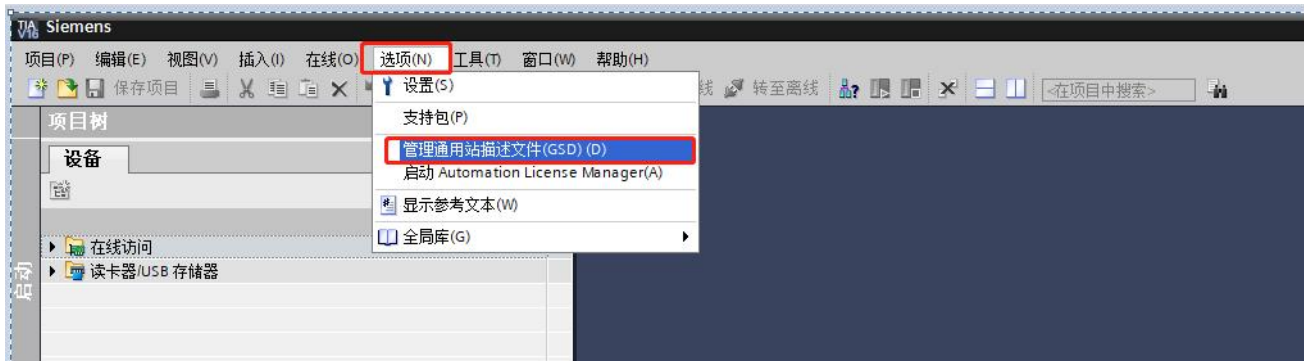 TIA V16 Siemens
项目(P) 编辑(E) 视图(V) 插入(I) 在线(O) 选项(N) 工具(T) 窗口(W) 帮助(H)
保存项目 线 转至离线 <在项目中搜索>
设置(S)
支持包(P)
管理通用站描述文件(GSD) (D)
启动 Automation License Manager(A)
显示参考文本(W)
全局库(G)
项目树
设备
在线访问
读卡器/USB 存储器
启动